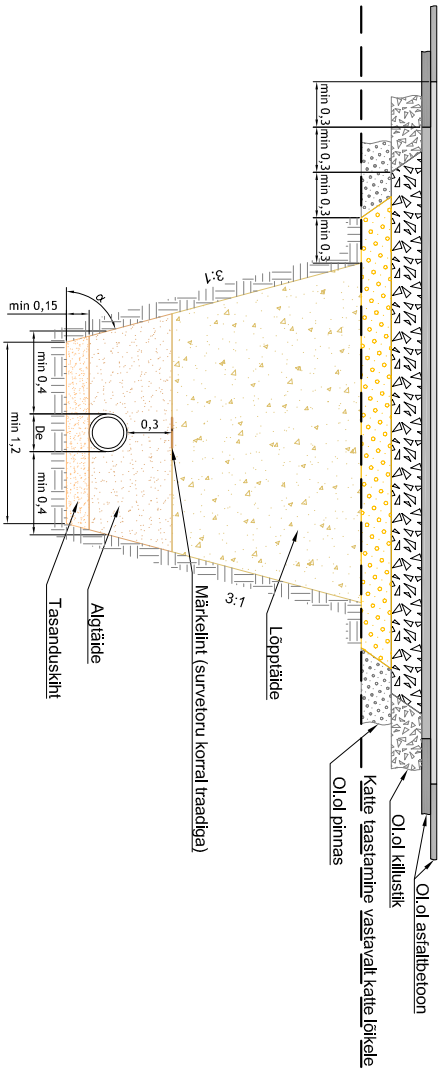 Ol.ol asfaltbetoon
Ol.ol killustik
Katte taastamine vastavalt katte lõikele
Ol.ol pinnas
min 0,3
min 0,3
min 0,3
min 0,3
Lõpptäide
3:1
3:1
Märkelint (survetoru korral traadiga)
0,3
Algtäide
α
min 0,15
Tasanduskiht
min 0,4
De
min 0,4
min 1,2